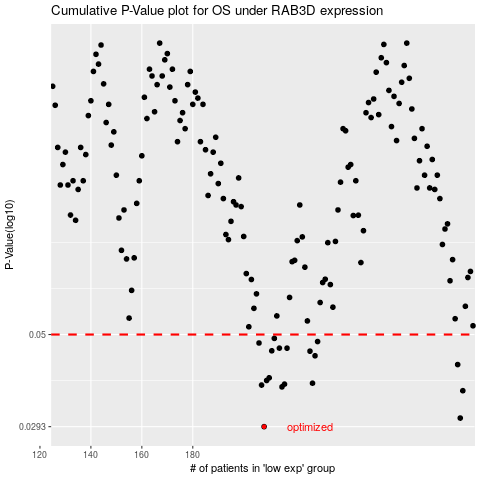 Cumulative P-Value plot for OS under RAB3D expression
P-Value(log10)
0.05
0.0293
optimized
120
140
160
180
# of patients in 'low exp' group